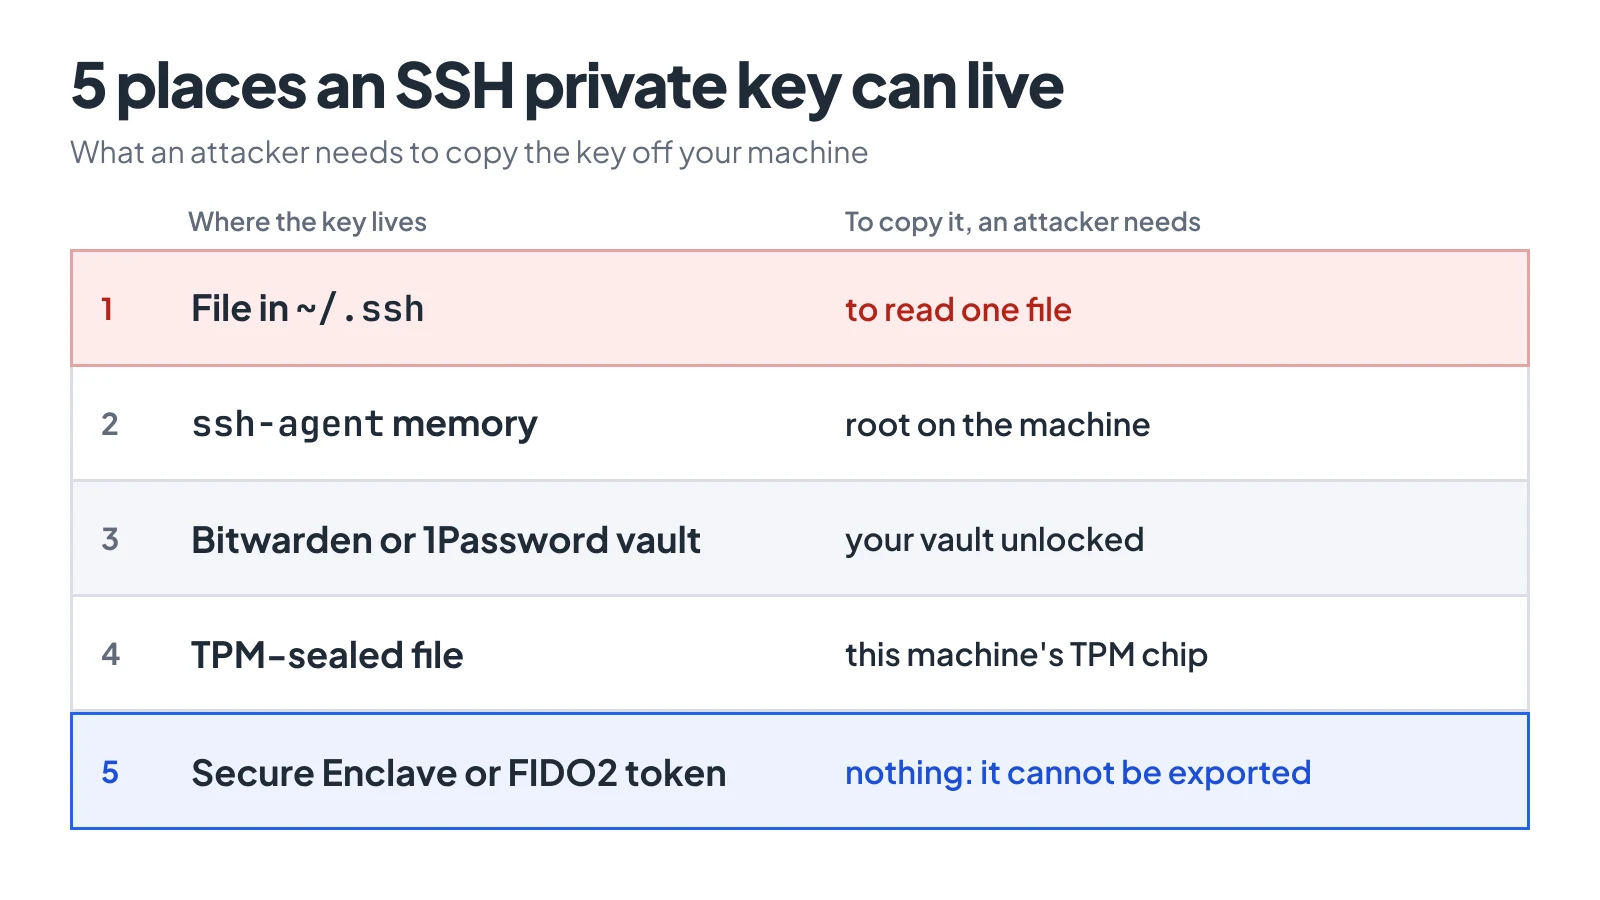 5 places an SSH private key can live
What an attacker needs to copy the key off your machine
Where the key lives To copy it, an attacker needs
1 File in ~/.ssh to read one file
2 ssh-agent memory root on the machine
3 Bitwarden or 1Password vault your vault unlocked
4 TPM-sealed file this machine's TPM chip
5 Secure Enclave or FIDO2 token nothing: it cannot be exported